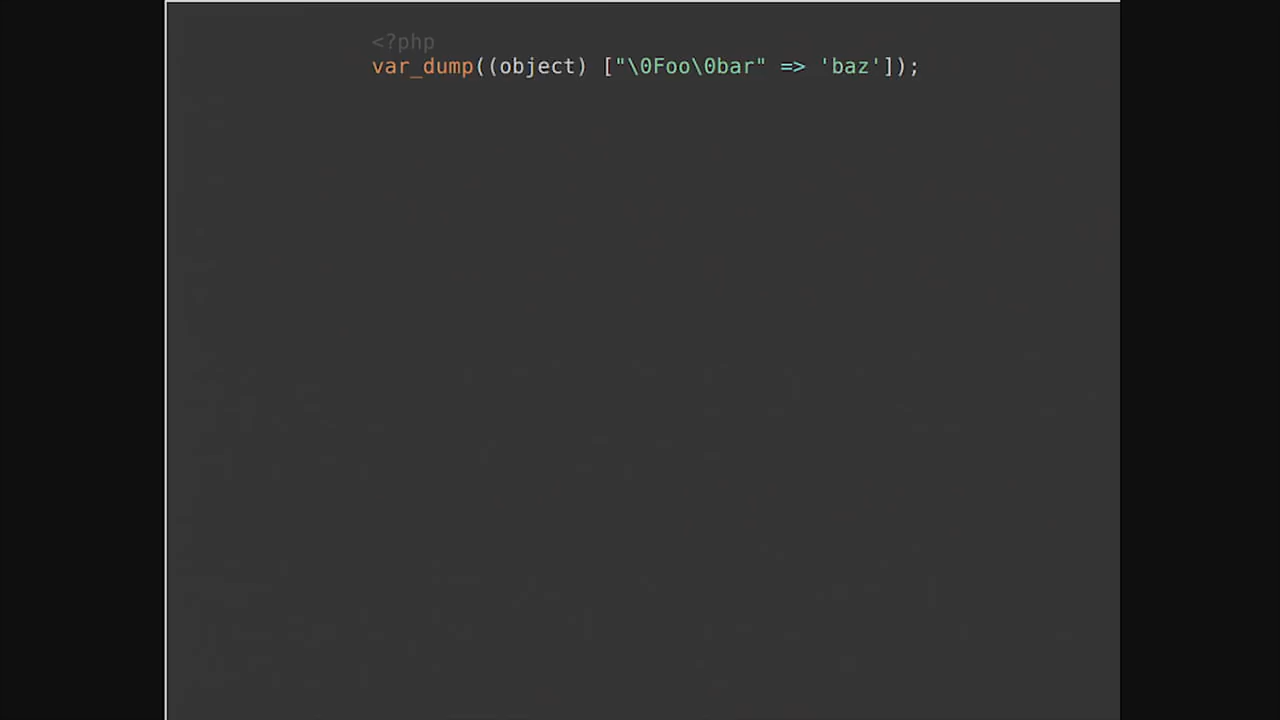 <?php
var_dump((object) ["\0Foo\0bar" => 'baz']);